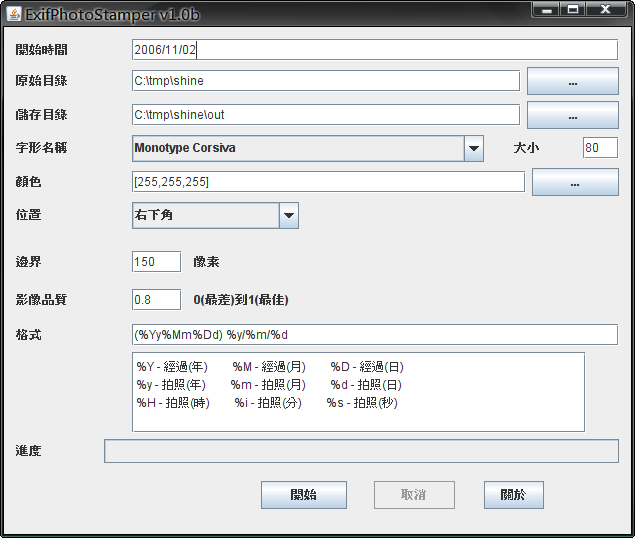 ExifPhotoStamper v1.0b
開始時間 2006/11/02
原始目錄 C:\tmp\shine ...
儲存目錄 C:\tmp\shine\out ...
字形名稱 Monotype Corsiva 大小 80
顏色 [255,255,255] ...
位置 右下角
邊界 150 像素
影像品質 0.8 0(最差)到1(最佳)
格式 (%Yy%Mm%Dd) %y/%m/%d
%Y - 經過(年) %M - 經過(月) %D - 經過(日)
%y - 拍照(年) %m - 拍照(月) %d - 拍照(日)
%H - 拍照(時) %i - 拍照(分) %s - 拍照(秒)
進度
開始 取消 關於